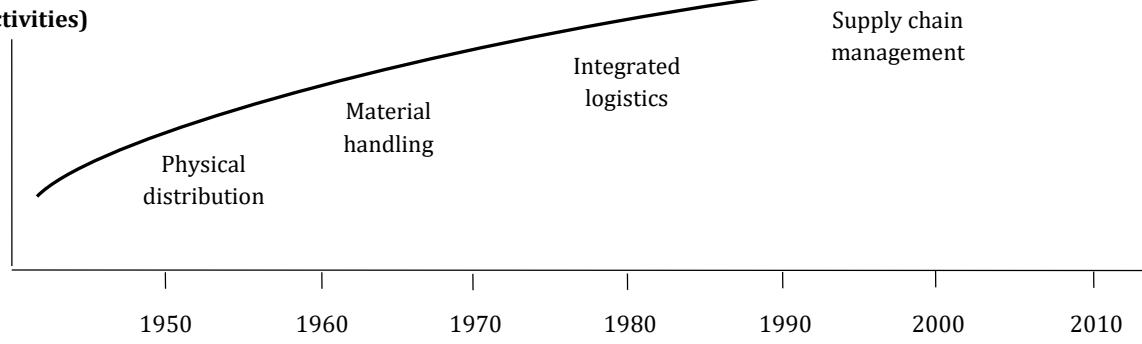 ctivities)
Supply chain
management
Integrated
logistics
Material
handling
Physical
distribution
1950 1960 1970 1980 1990 2000 2010